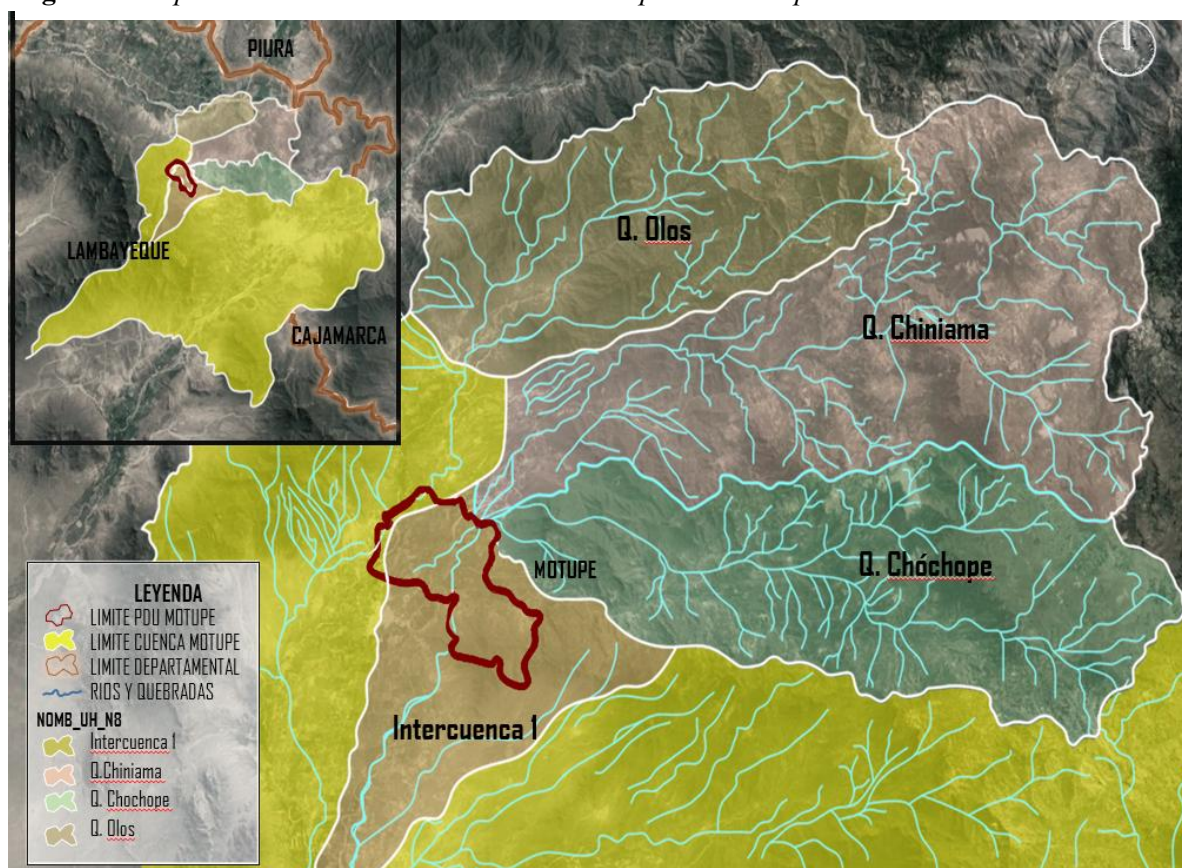 PIURA
LAMBAYEQUE
CAJAMARCA
Q. Olos
Q. Chiniama
Q. Chóchope
MOTUPE
Intercuenca 1
LEYENDA
LIMITE PDU MOTUPE
LIMITE CUENCA MOTUPE
LIMITE DEPARTAMENTAL
RIOS Y QUEBRADAS
NOMB_UH_N8
Intercuenca 1
Q.Chiniama
Q. Chochope
Q. Olos